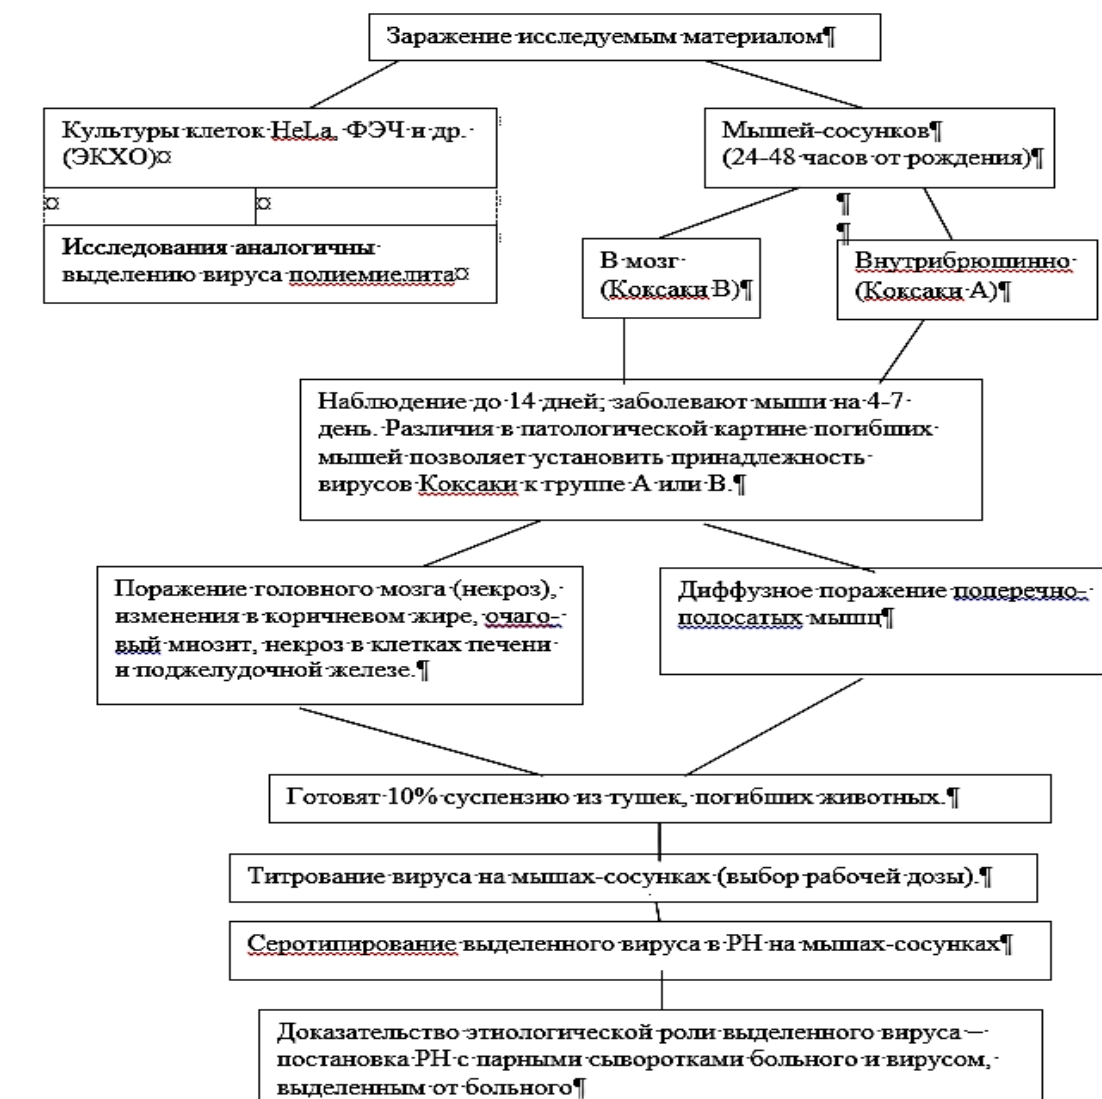 Заражение исследуемым материалом¶
Культуры клеток HeLa, ФЭЧ и др.
(ЭКХО)¤
Мышей-сосунков¶
(24-48 часов от рождения)¶
¤ ¤
¶
¶
Исследования аналогичны
выделению вируса полиемиелита¤
В мозг
(Коксаки В)¶
Внутрибрюшинно
(Коксаки А)¶
Наблюдение до 14 дней; заболевают мыши на 4-7
день. Различия в патологической картине погибших
мышей позволяет установить принадлежность
вирусов Коксаки к группе А или В.¶
Поражение головного мозга (некроз),
изменения в коричневом жире, очаго-
вый миозит, некроз в клетках печени
и поджелудочной железе.¶
Диффузное поражение поперечно-
полосатых мышц¶
Готовят 10% суспензию из тушек, погибших животных.¶
Титрование вируса на мышах-сосунках (выбор рабочей дозы).¶
Серотипирование выделенного вируса в РН на мышах-сосунках¶
Доказательство этиологической роли выделенного вируса –
постановка РН с парными сыворотками больного и вирусом,
выделенным от больного¶